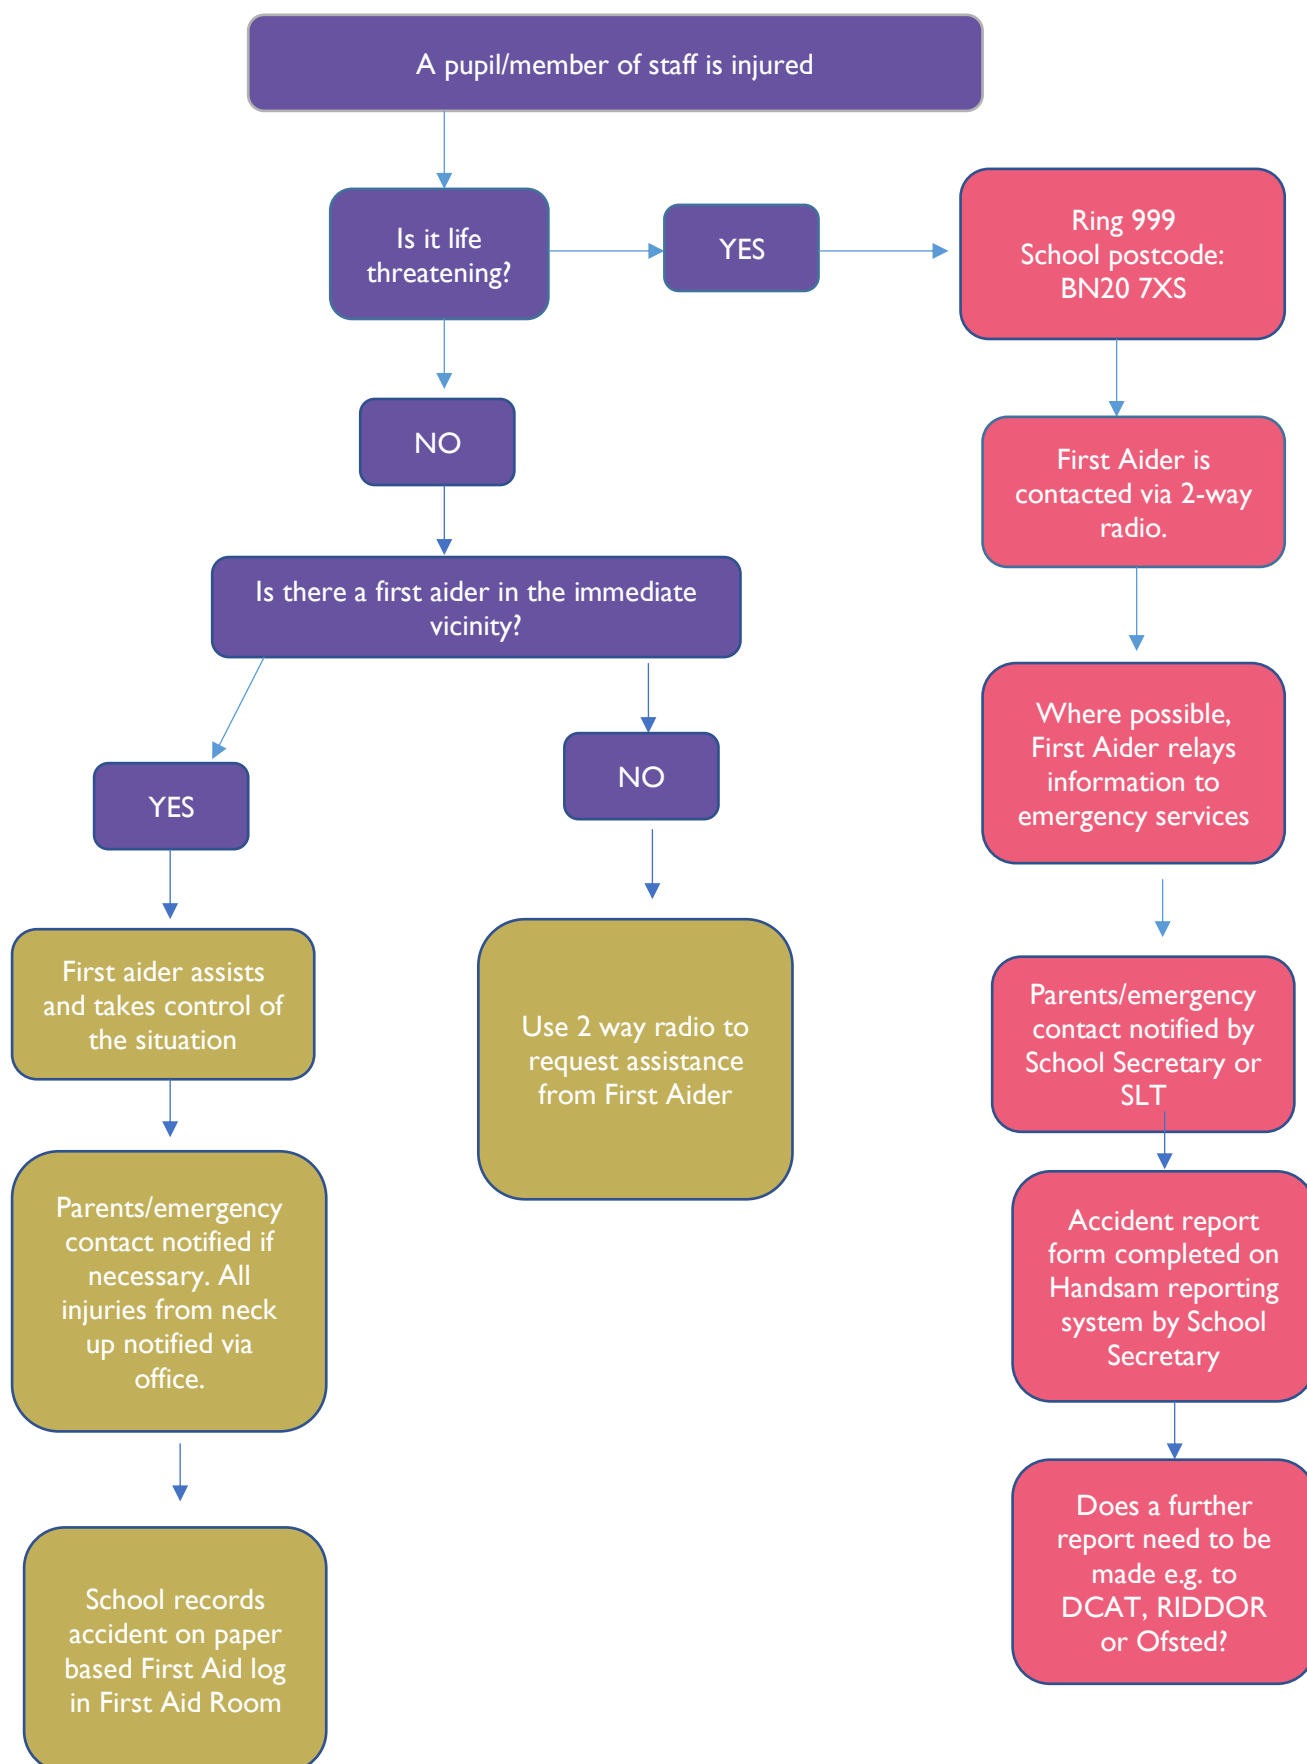 A pupil/member of staff is injured
Is it life
threatening?
YES
Ring 999
School postcode:
BN20 7XS
NO
First Aider is
contacted via 2-way
radio.
Is there a first aider in the immediate
vicinity?
Where possible,
First Aider relays
information to
emergency services
YES
NO
First aider assists
and takes control of
the situation
Use 2 way radio to
request assistance
from First Aider
Parents/emergency
contact notified by
School Secretary or
SLT
Parents/emergency
contact notified if
necessary. All
injuries from neck
up notified via
office.
Accident report
form completed on
Handsam reporting
system by School
Secretary
School records
accident on paper
based First Aid log
in First Aid Room
Does a further
report need to be
made e.g. to
DCAT, RIDDOR
or Ofsted?